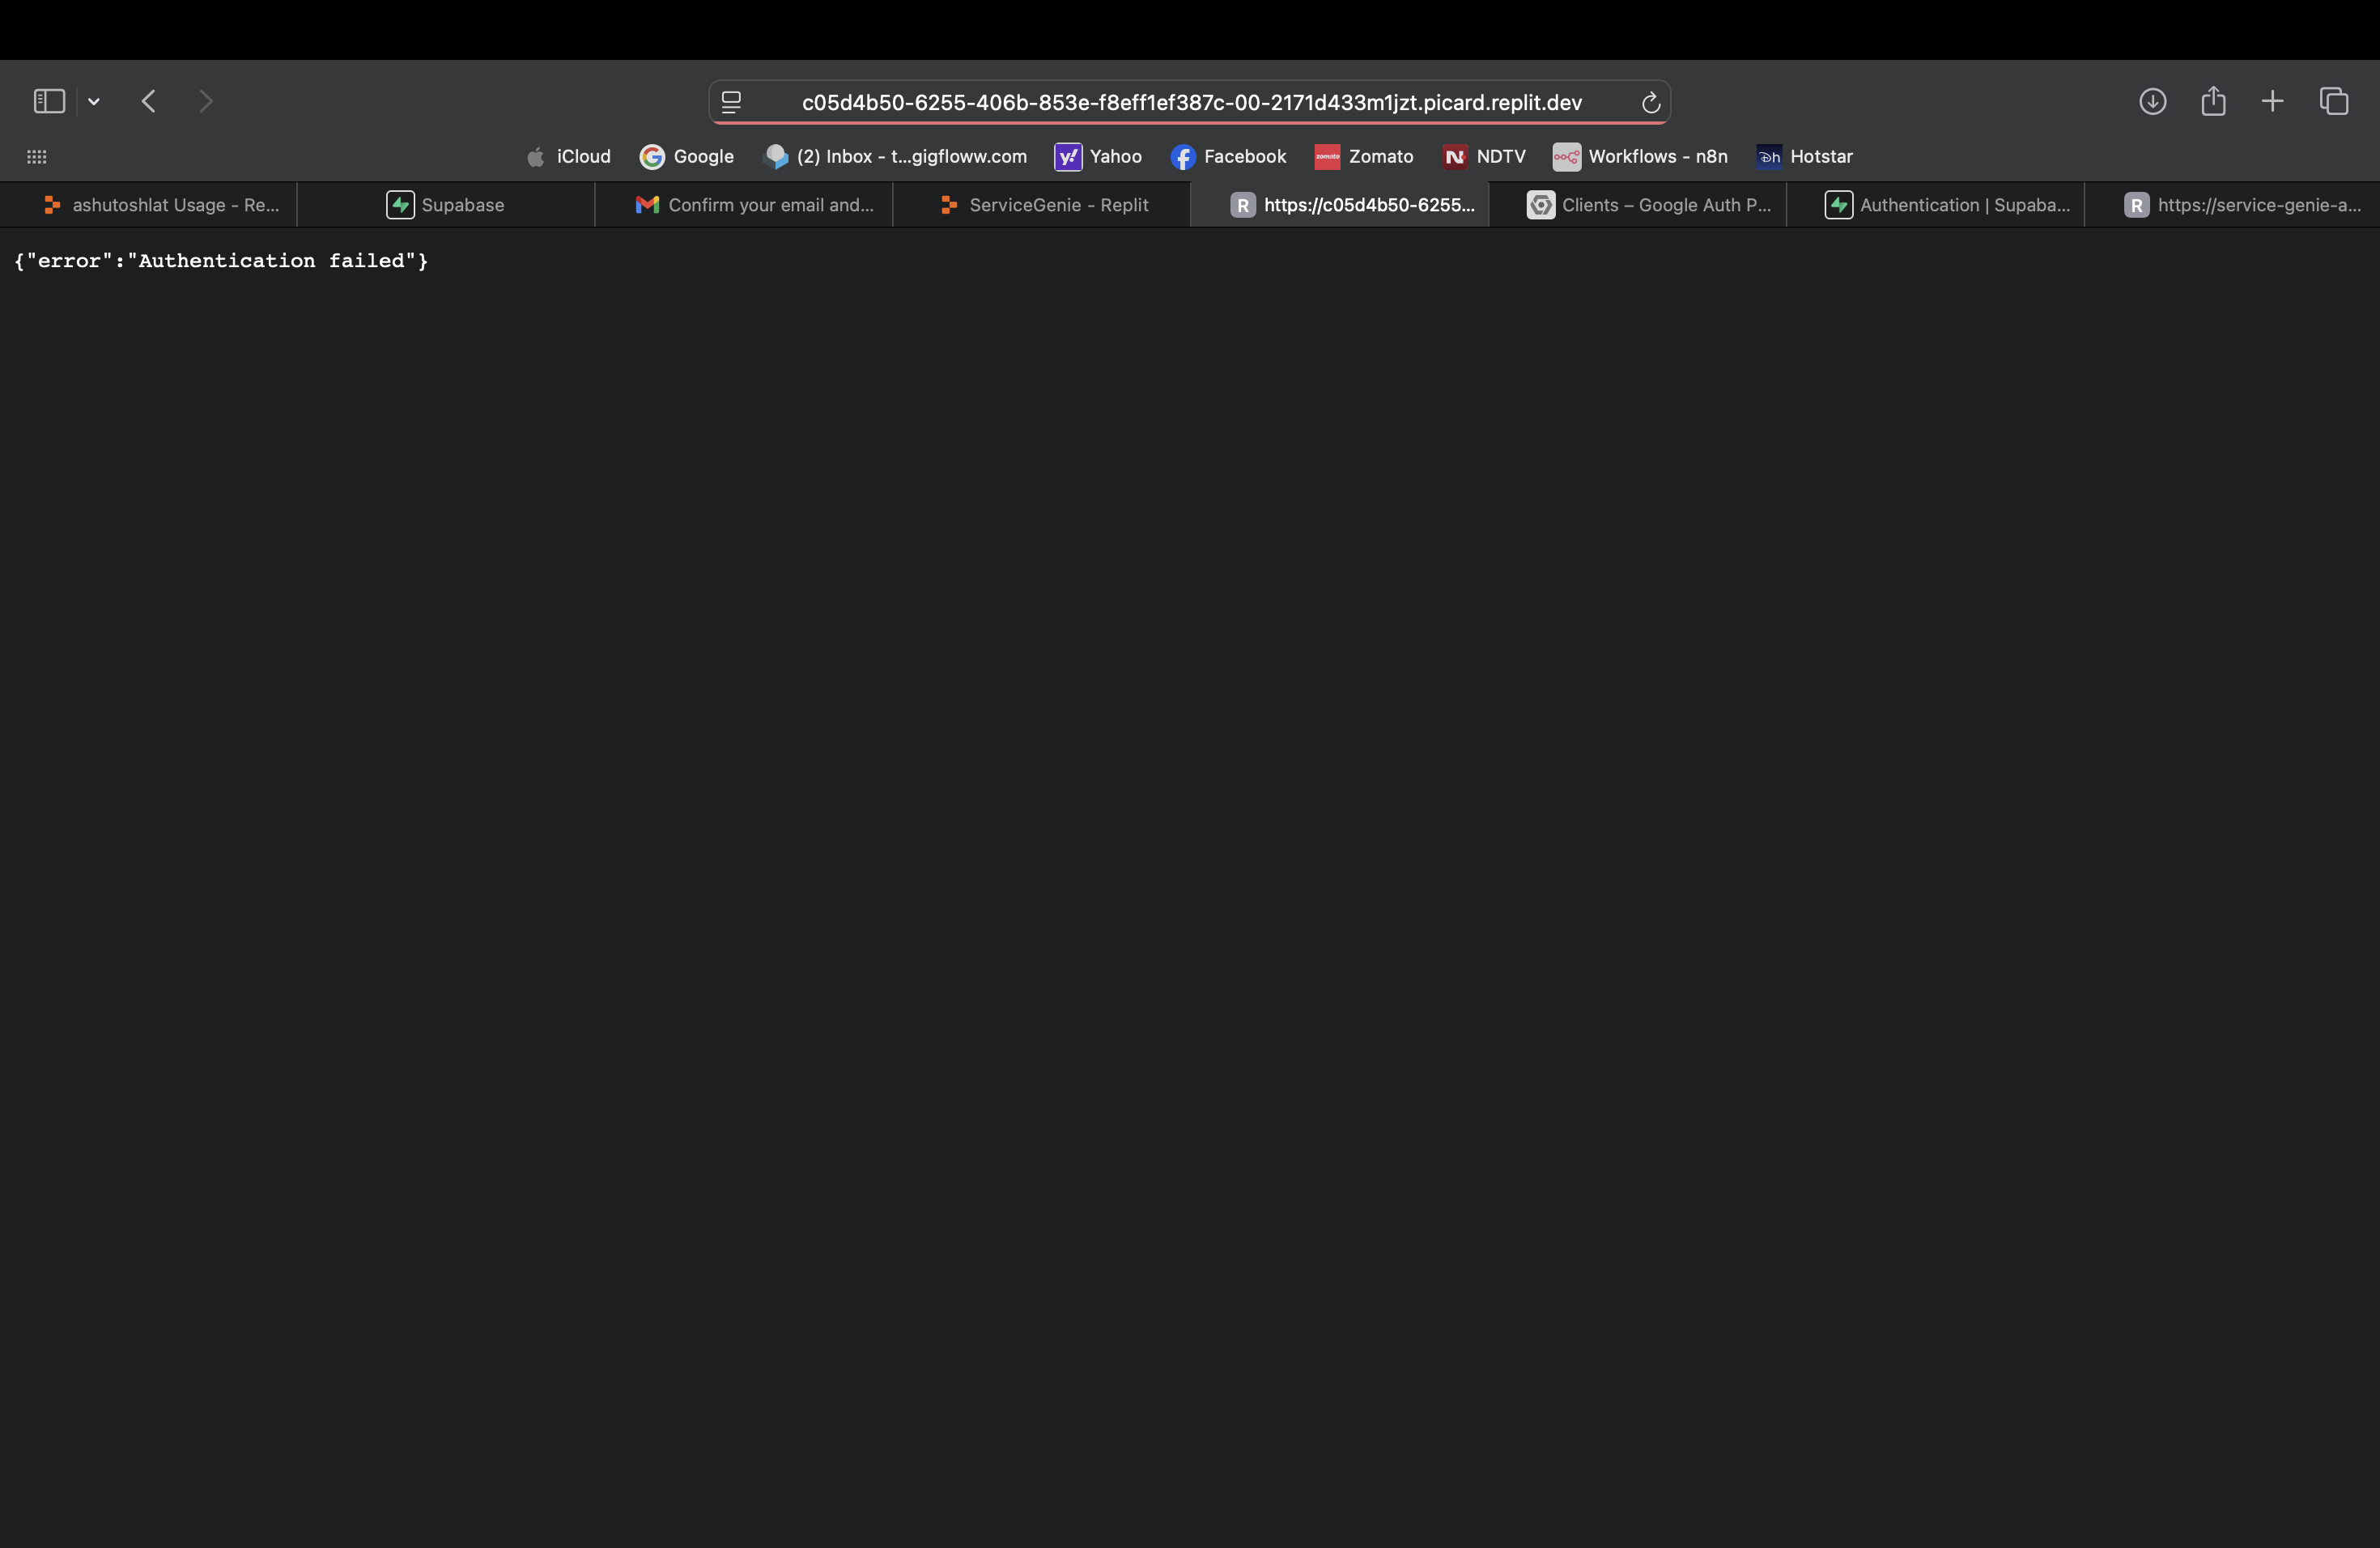 c05d4b50-6255-406b-853e-f8eff1ef387c-00-2171d433m1jzt.picard.replit.dev
iCloud
Google
(2) Inbox - t...gigfloww.com
y! Yahoo
Facebook
zomato Zomato
N NDTV
Workflows - n8n
h Hotstar
ashutoshlat Usage - Re...
Supabase
Confirm your email and...
ServiceGenie - Replit
R https://c05d4b50-6255...
Clients – Google Auth P...
Authentication | Supaba...
R https://service-genie-a...
{"error":"Authentication failed"}